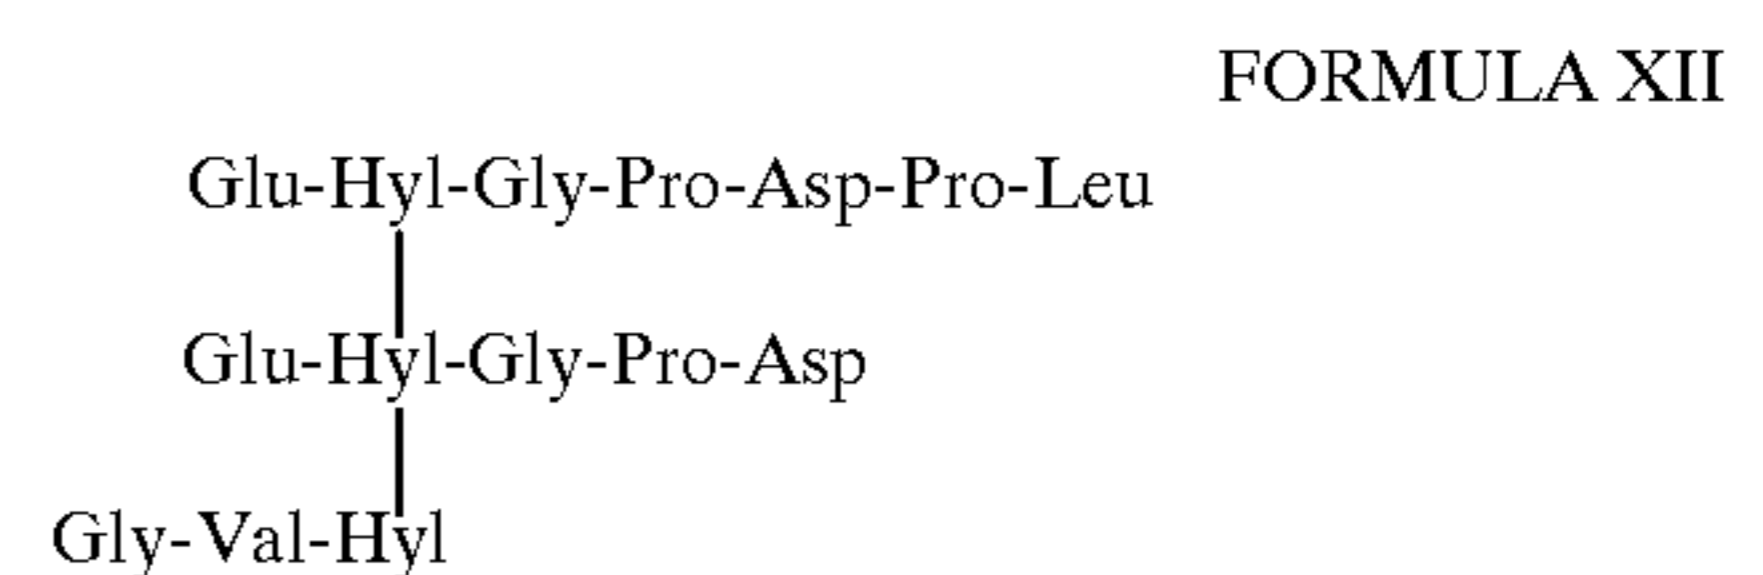 FORMULA XII
Glu-Hyl-Gly-Pro-Asp-Pro-Leu
Glu-Hyl-Gly-Pro-Asp
Gly-Val-Hyl